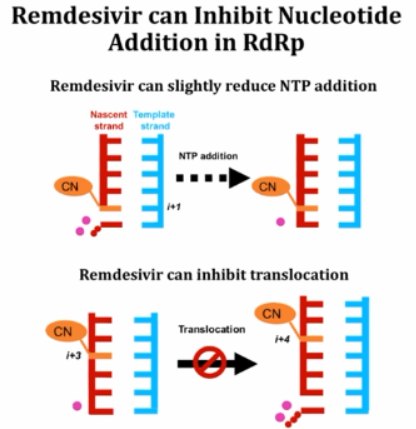 Remdesivir can Inhibit Nucleotide
Addition in RdRp
Remdesivir can slightly reduce NTP addition
Nascent strand
Template strand
CN
NTP addition
i+1
CN
Remdesivir can inhibit translocation
CN
i+3
Translocation
CN
i+4